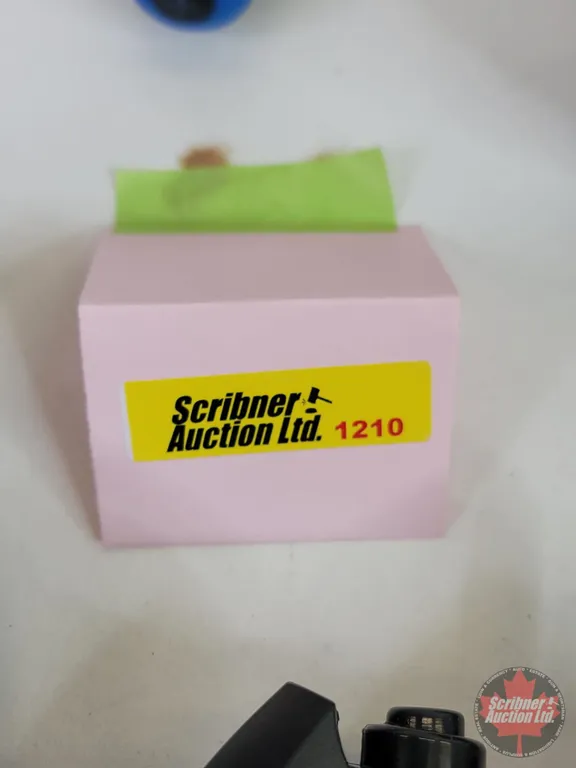 Scribner
Auction Ltd. 1210
Scribner
Auction Ltd.